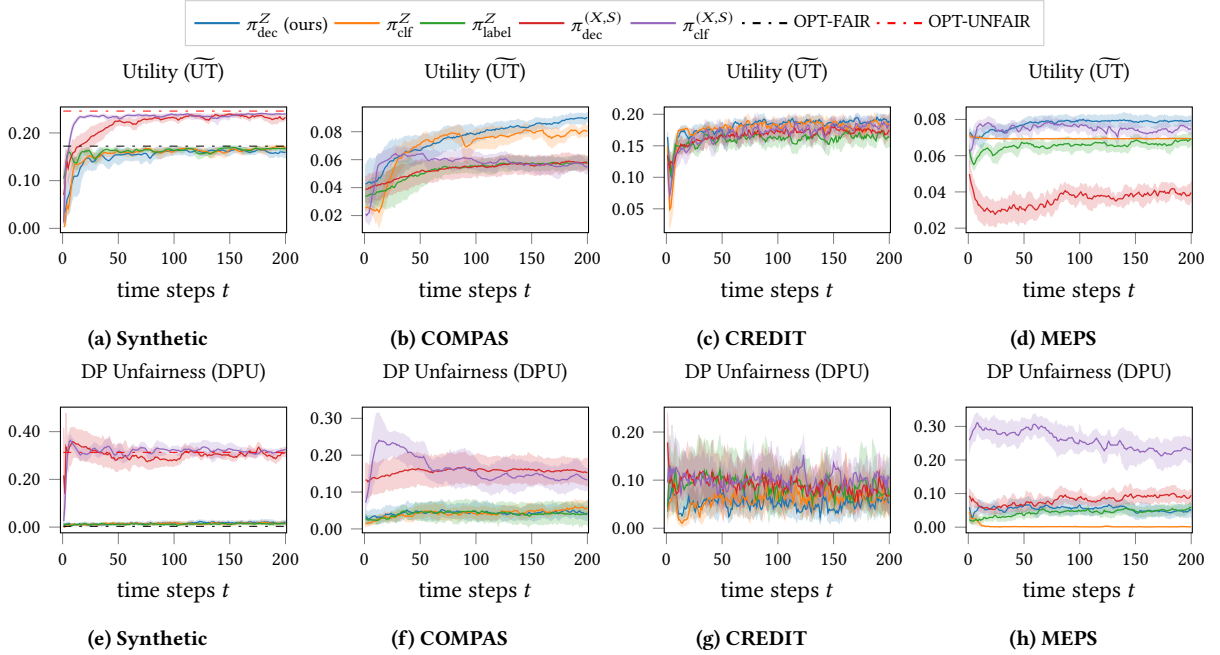 π_dec^Z (ours) π_clf^Z π_label^Z π_dec^(X,S) π_clf^(X,S) OPT-FAIR OPT-UNFAIR
Utility (UT͠) Utility (UT͠) Utility (UT͠) Utility (UT͠)
0.20 0.10 0.00
0 50 100 150 200
time steps t
0.08 0.06 0.04 0.02
0 50 100 150 200
time steps t
0.20 0.15 0.10 0.05
0 50 100 150 200
time steps t
0.08 0.06 0.04 0.02
0 50 100 150 200
time steps t
(a) Synthetic (b) COMPAS (c) CREDIT (d) MEPS
DP Unfairness (DPU) DP Unfairness (DPU) DP Unfairness (DPU) DP Unfairness (DPU)
0.40 0.20 0.00
0 50 100 150 200
time steps t
0.30 0.20 0.10 0.00
0 50 100 150 200
time steps t
0.20 0.10 0.00
0 50 100 150 200
time steps t
0.30 0.20 0.10 0.00
0 50 100 150 200
time steps t
(e) Synthetic (f) COMPAS (g) CREDIT (h) MEPS